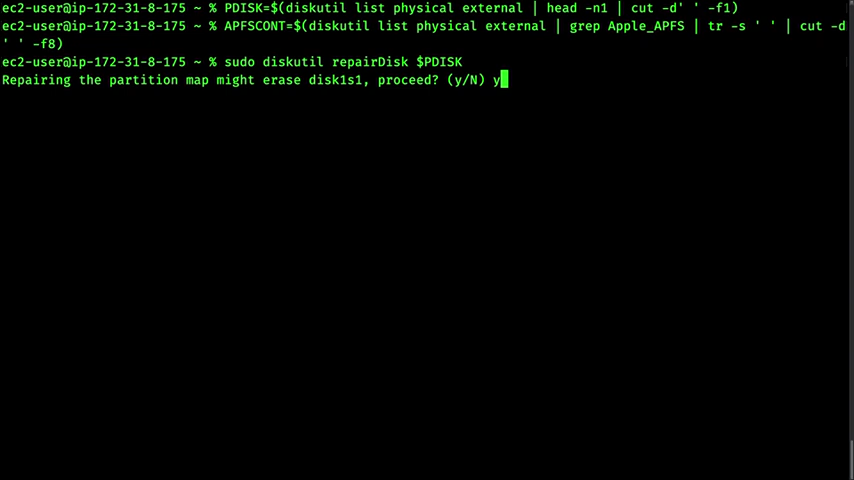 ec2-user@ip-172-31-8-175 ~ % PDISK=$(diskutil list physical external | head -n1 | cut -d' ' -f1)
ec2-user@ip-172-31-8-175 ~ % APFSCONT=$(diskutil list physical external | grep Apple_APFS | tr -s ' ' | cut -d
' ' -f8)
ec2-user@ip-172-31-8-175 ~ % sudo diskutil repairDisk $PDISK
Repairing the partition map might erase disk1s1, proceed? (y/N) y